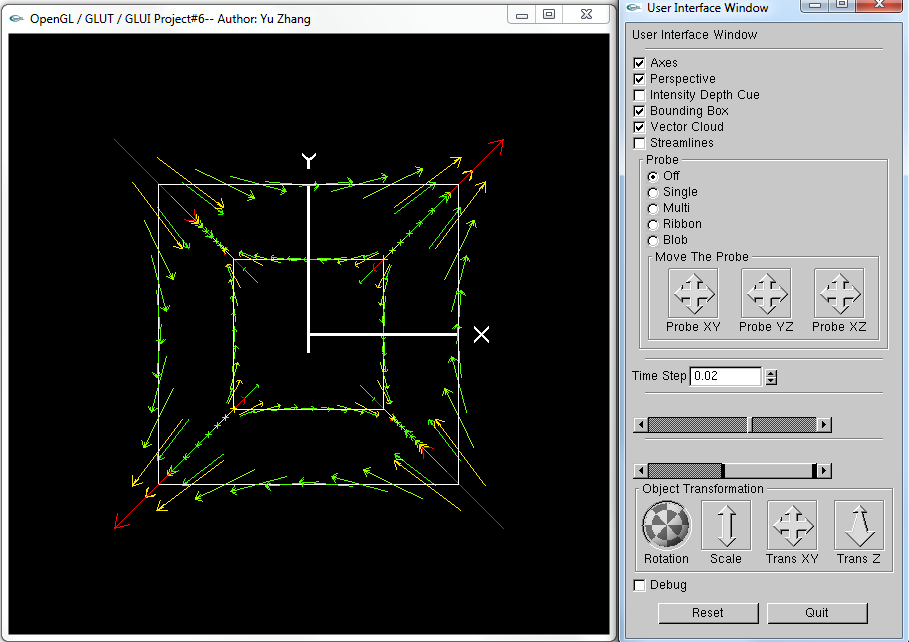 OpenGL / GLUT / GLUI Project#6-- Author: Yu Zhang
Y
X
User Interface Window
User Interface Window
Axes
Perspective
Intensity Depth Cue
Bounding Box
Vector Cloud
Streamlines
Probe
Off
Single
Multi
Ribbon
Blob
Move The Probe
Probe XY Probe YZ Probe XZ
Time Step 0.02
Object Transformation
Rotation Scale Trans XY Trans Z
Debug
Reset Quit